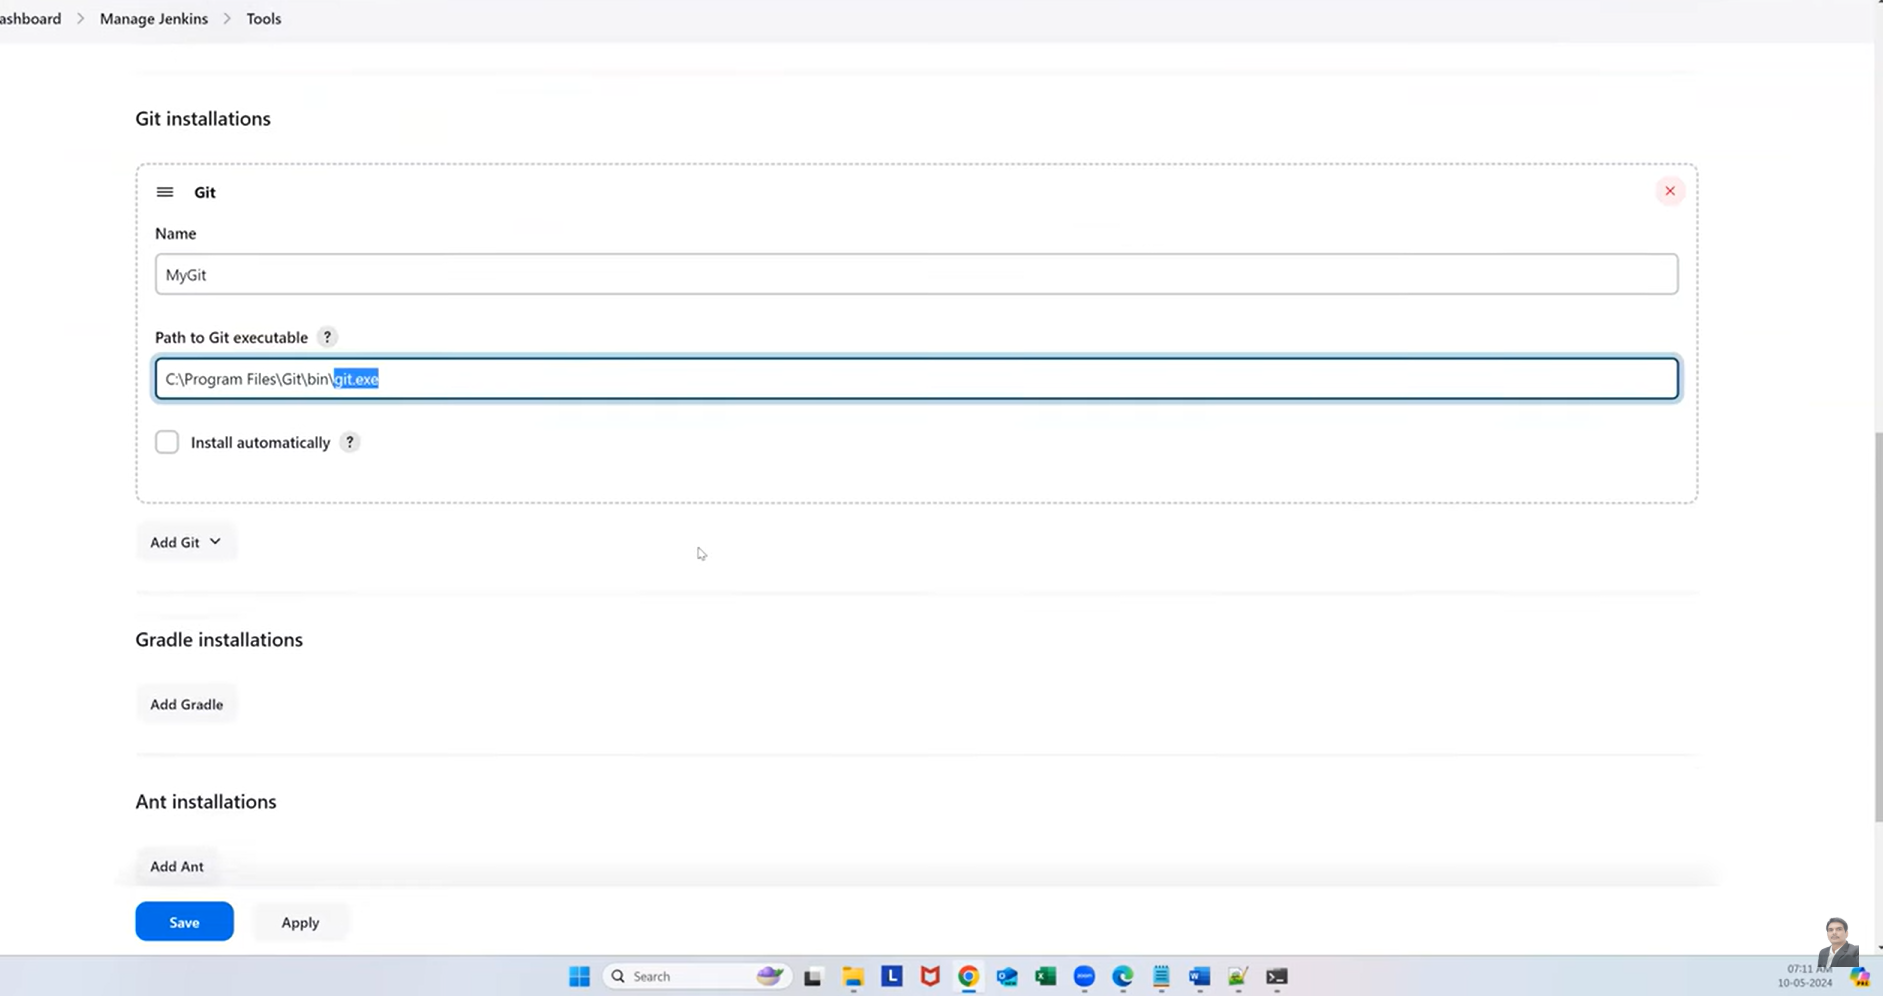 ashboard > Manage Jenkins > Tools
Git installations
Git
Name
MyGit
Path to Git executable ?
C:\Program Files\Git\bin\git.exe
Install automatically ?
Add Git
Gradle installations
Add Gradle
Ant installations
Add Ant
Save Apply
Search
07:11 AM
10-05-2024